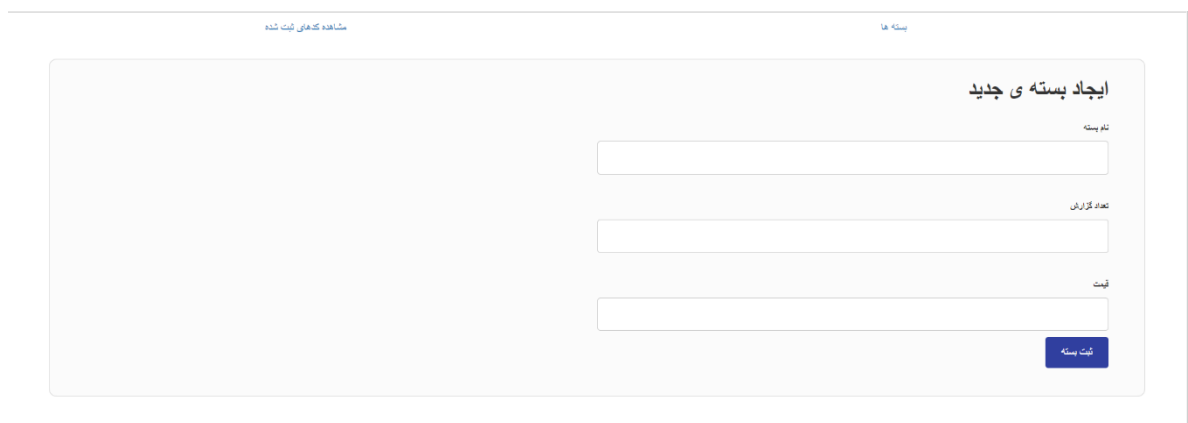 بسته ها
مشاهده کدهای ثبت شده
ایجاد بسته ی جدید
نام بسته
تعداد گزارش
قیمت
ثبت بسته